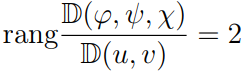 rang 𝔻(φ, ψ, χ)/𝔻(u, v) = 2